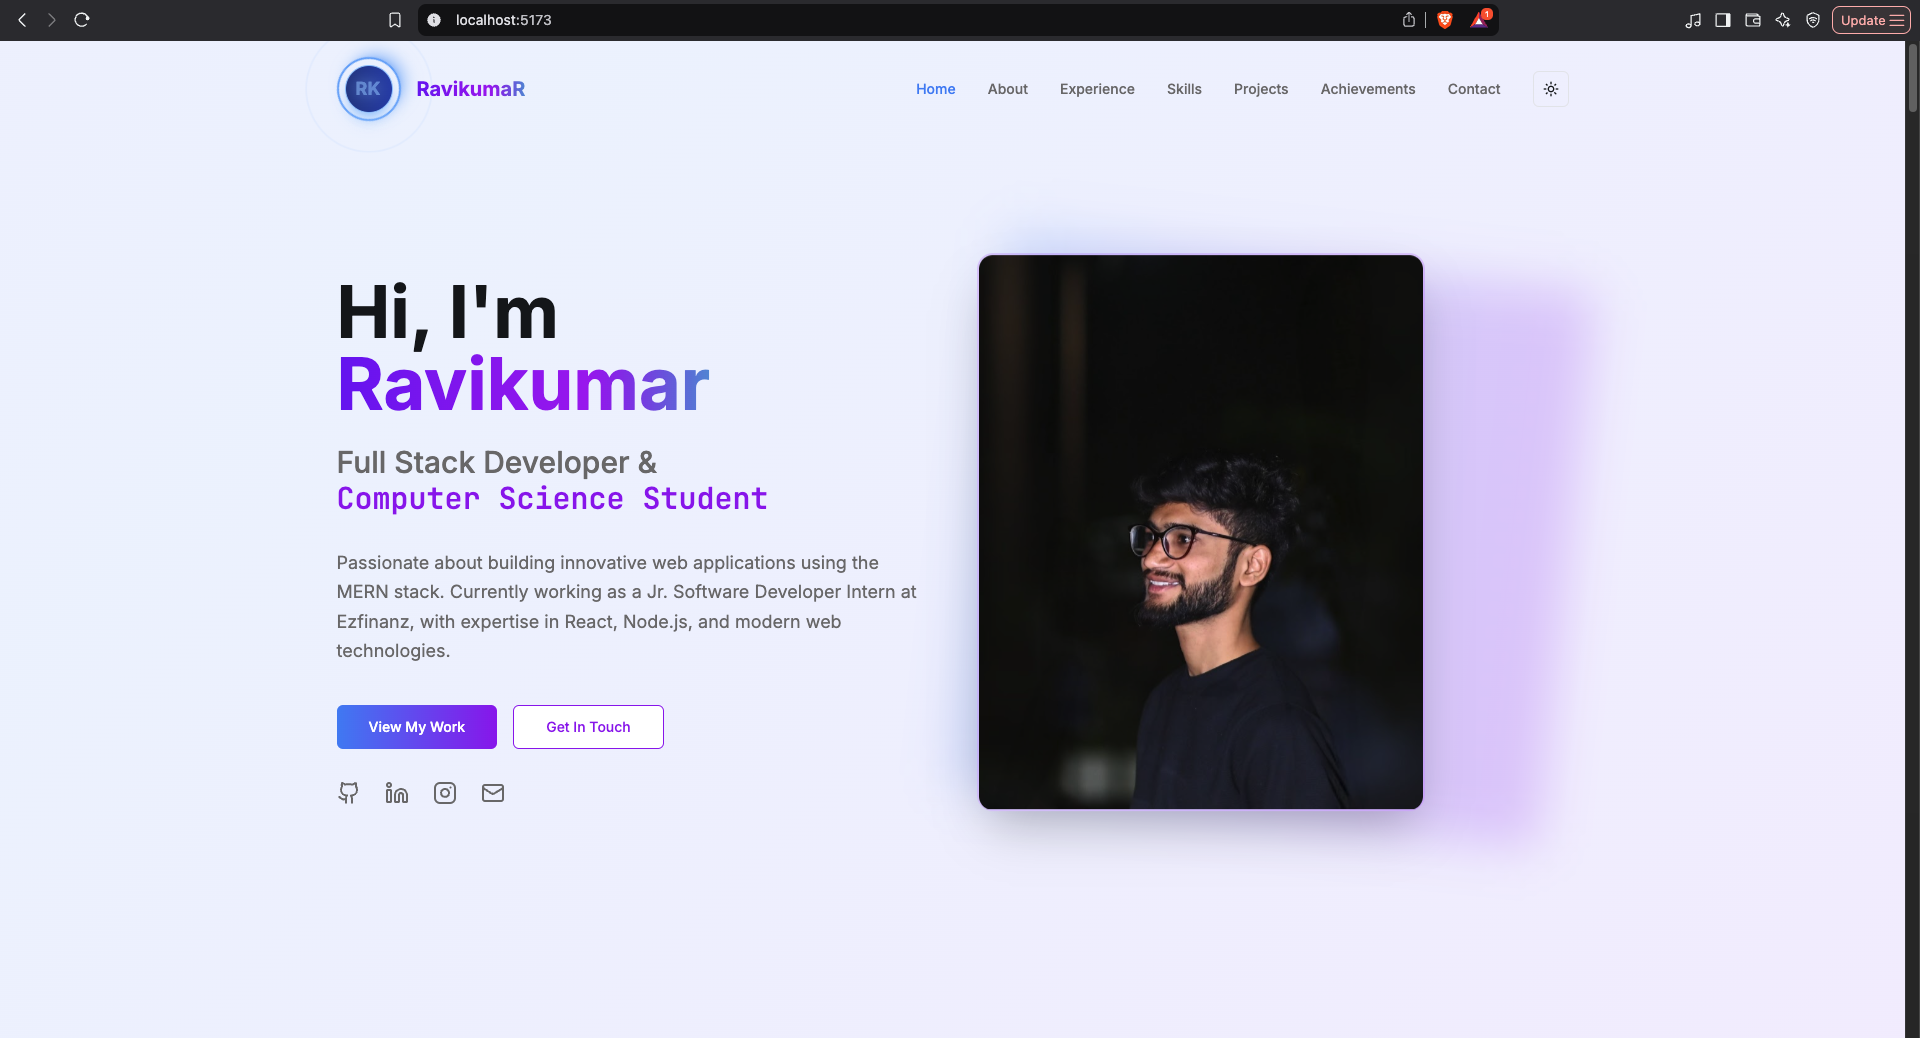 localhost:5173
1
Update
RK
RavikumaR
Home
About
Experience
Skills
Projects
Achievements
Contact
Hi, I'm
Ravikumar
Full Stack Developer &
Computer Science Student
Passionate about building innovative web applications using the
MERN stack. Currently working as a Jr. Software Developer Intern at
Ezfinanz, with expertise in React, Node.js, and modern web
technologies.
View My Work
Get In Touch